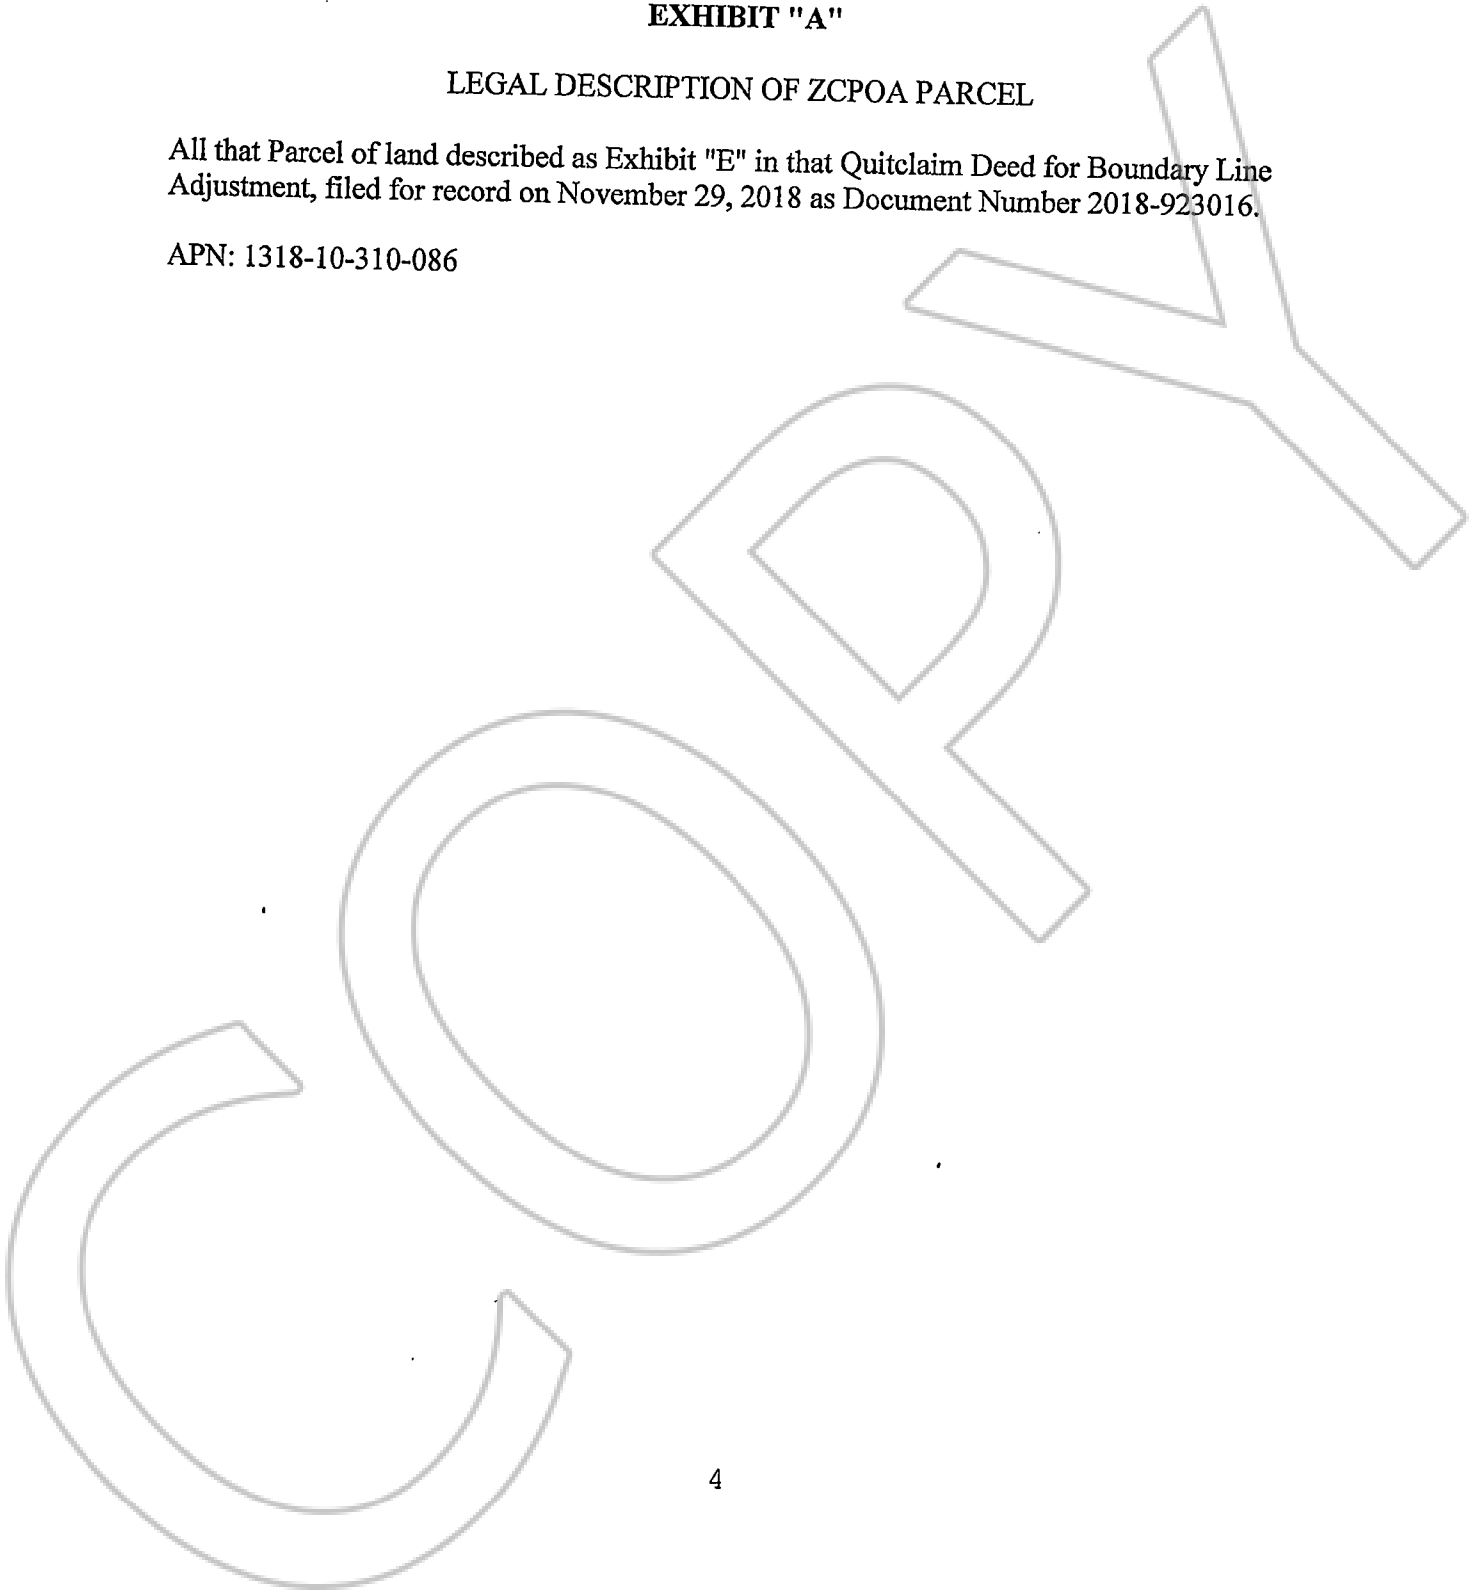 EXHIBIT "A"
LEGAL DESCRIPTION OF ZCPOA PARCEL
All that Parcel of land described as Exhibit "E" in that Quitclaim Deed for Boundary Line
Adjustment, filed for record on November 29, 2018 as Document Number 2018-923016.
APN: 1318-10-310-086
COPY
4